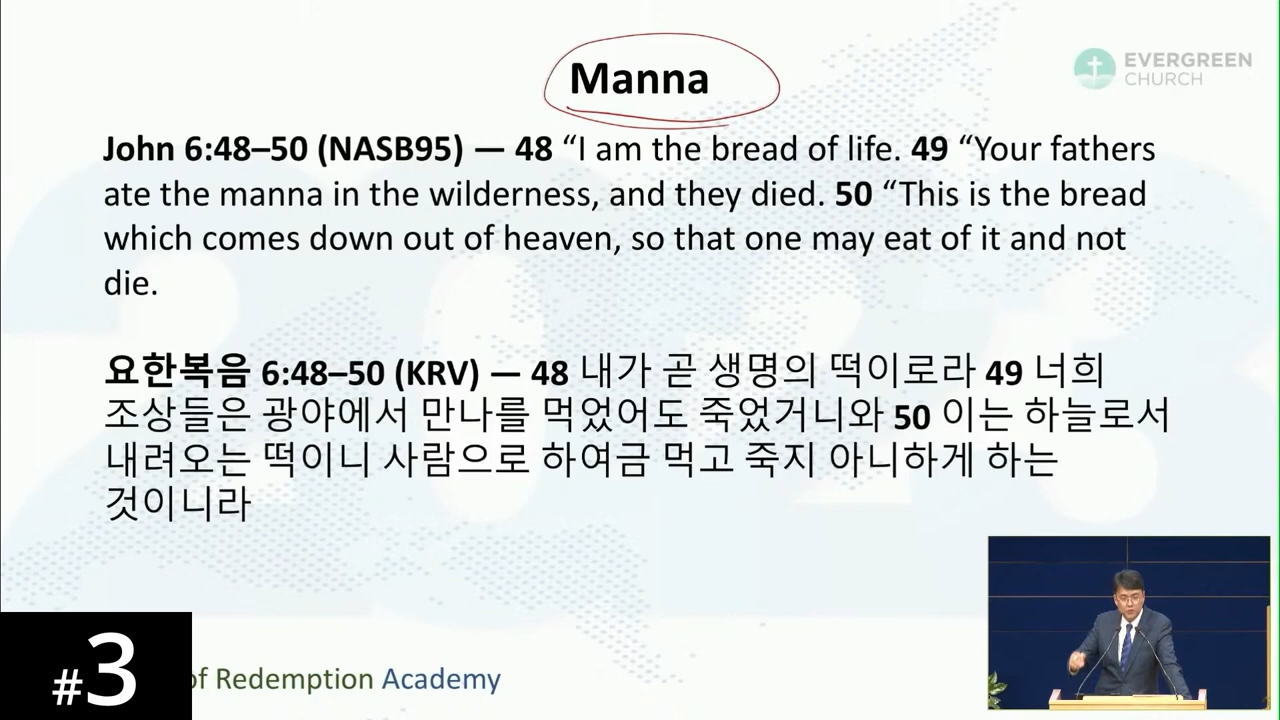 Manna
EVERGREEN
CHURCH
John 6:48–50 (NASB95) — 48 “I am the bread of life. 49 “Your fathers
ate the manna in the wilderness, and they died. 50 “This is the bread
which comes down out of heaven, so that one may eat of it and not
die.
요한복음 6:48–50 (KRV) — 48 내가 곧 생명의 떡이로라 49 너희
조상들은 광야에서 만나를 먹었어도 죽었거니와 50 이는 하늘로서
내려오는 떡이니 사람으로 하여금 먹고 죽지 아니하게 하는
것이니라
#3
of Redemption Academy